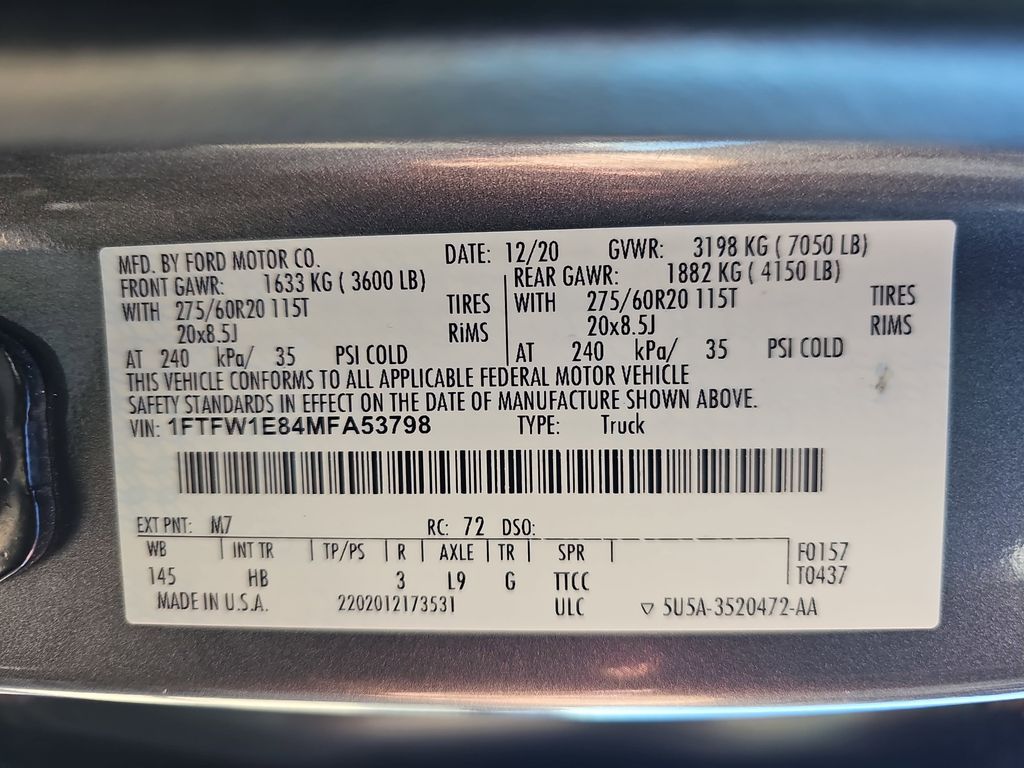 MFD. BY FORD MOTOR CO. DATE: 12/20 GVWR: 3198 KG ( 7050 LB)
FRONT GAWR: 1633 KG ( 3600 LB) REAR GAWR: 1882 KG ( 4150 LB)
WITH 275/60R20 115T TIRES WITH 275/60R20 115T TIRES
20x8.5J RiMS 20x8.5J RIMS
AT 240 kPa/ 35 PSI COLD AT 240 kPa/ 35 PSI COLD
THIS VEHICLE CONFORMS TO ALL APPLICABLE FEDERAL MOTOR VEHICLE
SAFETY STANDARDS IN EFFECT ON THE DATE OF MANUFACTURE SHOWN ABOVE.
VIN: 1FTFW1E84MFA53798 TYPE: Truck
EXT PNT: M7 RC: 72 DSO:
WB INT TR TP/PS R AXLE TR SPR F0157
145 HB 3 L9 G TTCC T0437
MADE IN U.S.A. 2202012173531 ULC ▽ 5U5A-3520472-AA